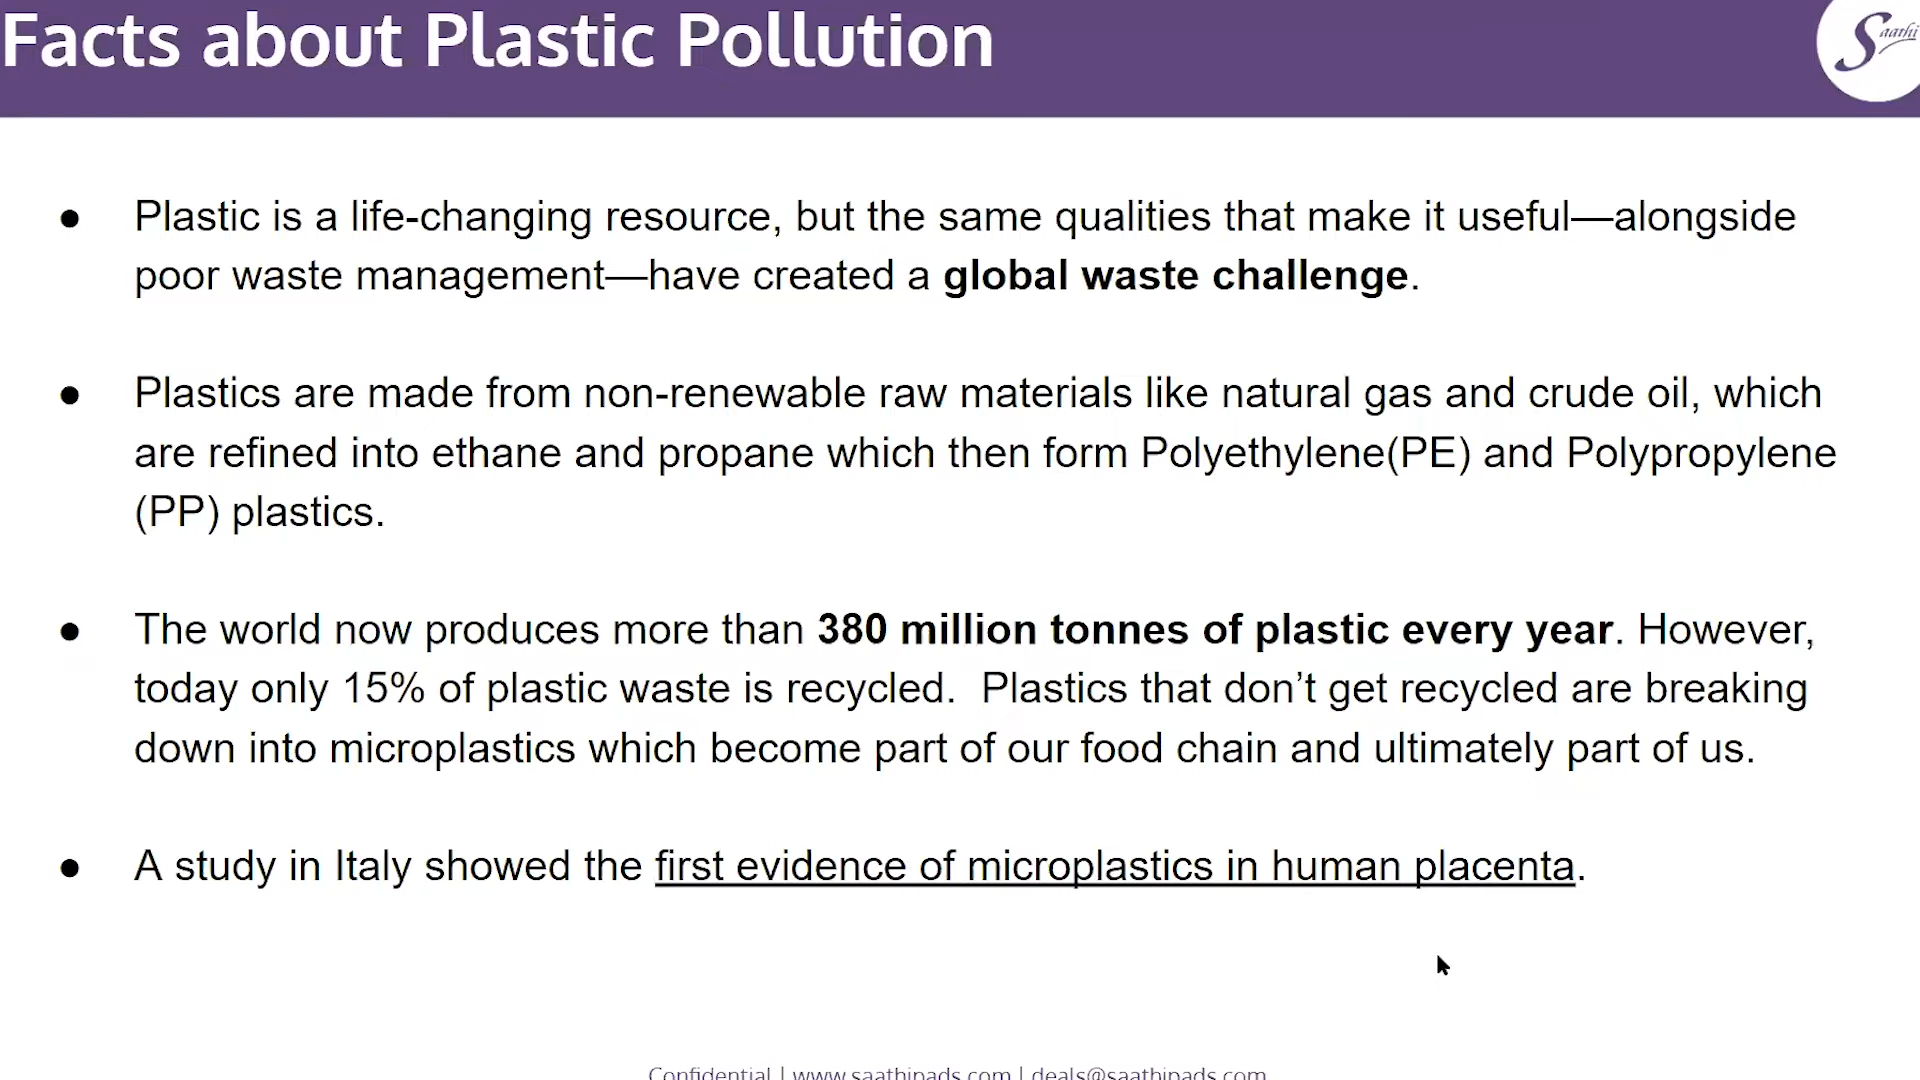 Facts about Plastic Pollution
Saathi
● Plastic is a life-changing resource, but the same qualities that make it useful—alongside
poor waste management—have created a global waste challenge.
● Plastics are made from non-renewable raw materials like natural gas and crude oil, which
are refined into ethane and propane which then form Polyethylene(PE) and Polypropylene
(PP) plastics.
● The world now produces more than 380 million tonnes of plastic every year. However,
today only 15% of plastic waste is recycled.  Plastics that don’t get recycled are breaking
down into microplastics which become part of our food chain and ultimately part of us.
● A study in Italy showed the first evidence of microplastics in human placenta.
Confidential | www.saathipads.com | deals@saathipads.com